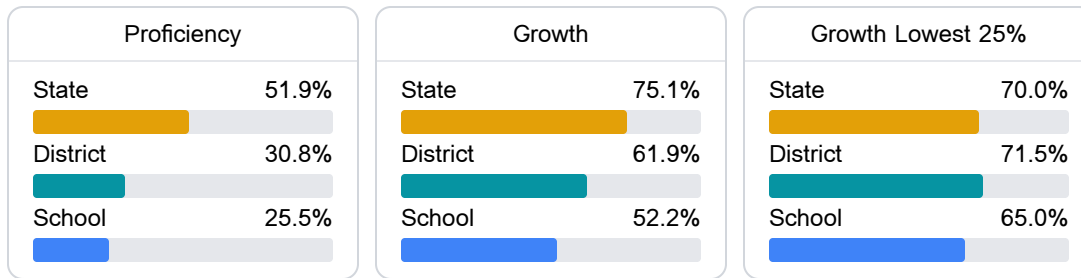 Proficiency
State 51.9%
District 30.8%
School 25.5%
Growth
State 75.1%
District 61.9%
School 52.2%
Growth Lowest 25%
State 70.0%
District 71.5%
School 65.0%